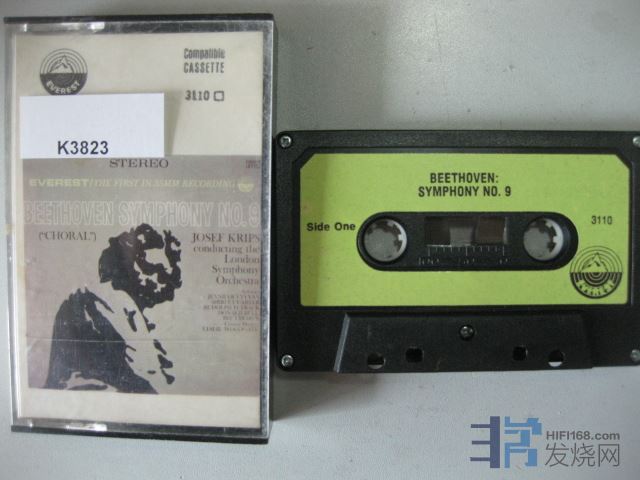 EVEREST
Compatible
CASSETTE
3110
K3823
STEREO
EVEREST/THE FIRST IN 35MM RECORDING
BEETHOVEN SYMPHONY NO. 9
("CHORAL")
JOSEF KRIPS
conducting the
London
Symphony
Orchestra
BEETHOVEN:
SYMPHONY NO. 9
Side One
3110
EVEREST
HIFI168.com
发烧网